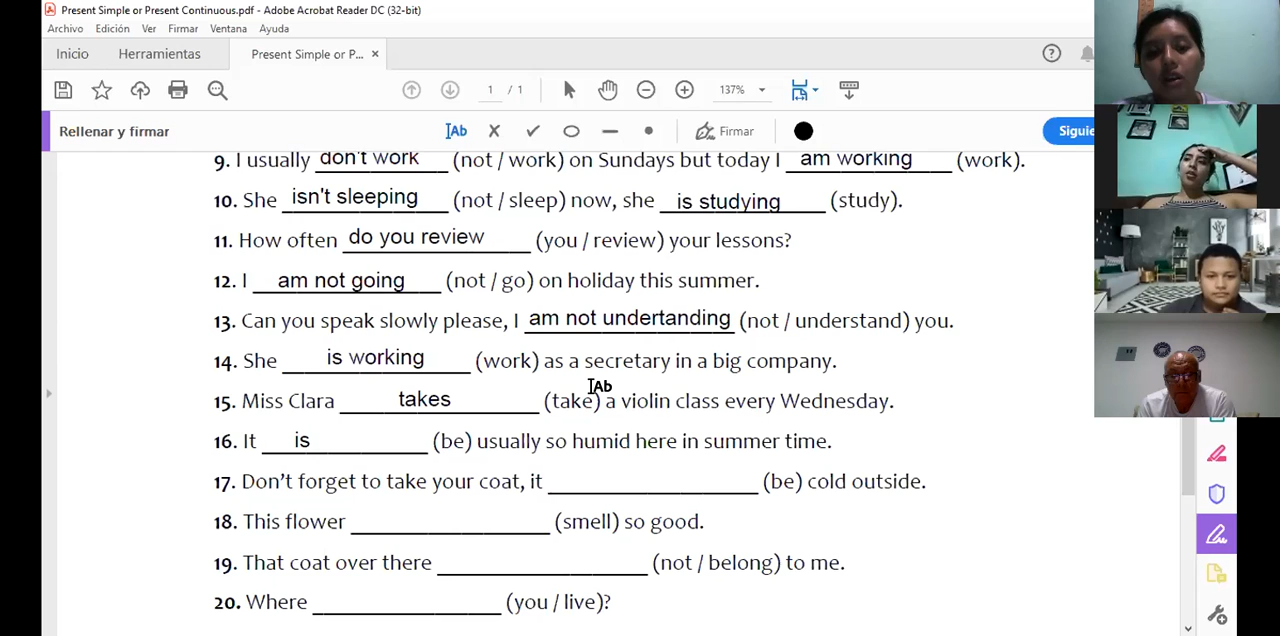 Present Simple or Present Continuous.pdf - Adobe Acrobat Reader DC (32-bit)
Archivo Edición Ver Firmar Ventana Ayuda
Inicio Herramientas Present Simple or P... ×
1 / 1 137%
Rellenar y firmar Ab Firmar Siguie
9. I usually don't work (not / work) on Sundays but today I am working (work).
10. She isn't sleeping (not / sleep) now, she is studying (study).
11. How often do you review (you / review) your lessons?
12. I am not going (not / go) on holiday this summer.
13. Can you speak slowly please, I am not undertanding (not / understand) you.
14. She is working (work) as a secretary in a big company.
Ab
15. Miss Clara takes (take) a violin class every Wednesday.
16. It is (be) usually so humid here in summer time.
17. Don't forget to take your coat, it ____________________ (be) cold outside.
18. This flower ____________________ (smell) so good.
19. That coat over there ____________________ (not / belong) to me.
20. Where ____________________ (you / live)?